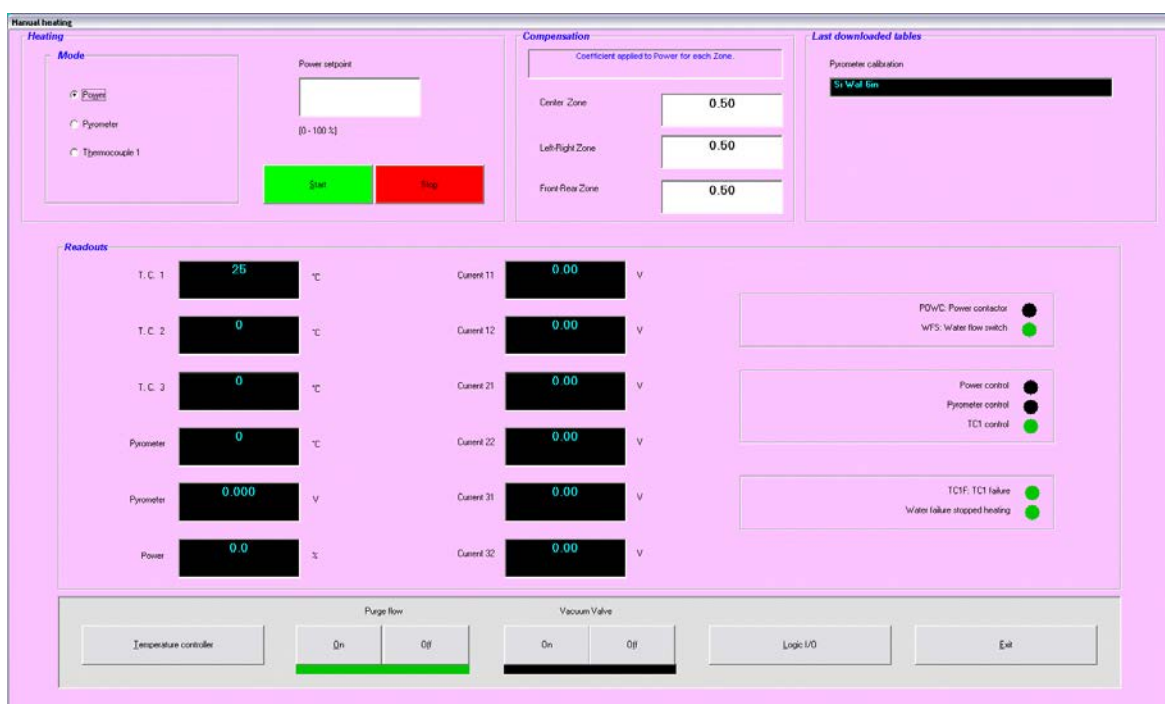 Manual heating
Heating
Mode
Power
Pyrometer
Thermocouple 1
Power setpoint
[0 - 100 %]
Start
Stop
Compensation
Coefficient applied to Power for each Zone.
Center Zone
0.50
Left-Right Zone
0.50
Front-Rear Zone
0.50
Last downloaded tables
Pyrometer calibration
Si Waf 6in
Readouts
T. C. 1
25
°C
T. C. 2
0
°C
T. C. 3
0
°C
Pyrometer
0
°C
Pyrometer
0.000
V
Power
0.0
%
Current 11
0.00
V
Current 12
0.00
V
Current 21
0.00
V
Current 22
0.00
V
Current 31
0.00
V
Current 32
0.00
V
POWC: Power contactor
WFS: Water flow switch
Power control
Pyrometer control
TC1 control
TC1F: TC1 failure
Water failure stopped heating
Temperature controller
Purge flow
On
Off
Vacuum Valve
On
Off
Logic I/O
Exit